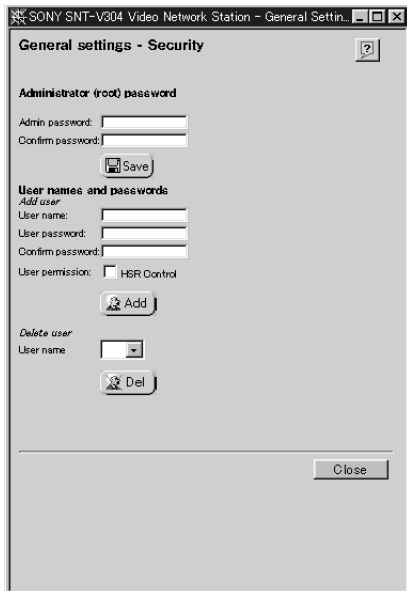 SONY SNT-V304 Video Network Station - General Settin...
General settings - Security
?
Administrator (root) password
Admin password:
Confirm password:
Save
User names and passwords
Add user
User name:
User password:
Confirm password:
User permission: HSR Control
Add
Delete user
User name
Del
Close